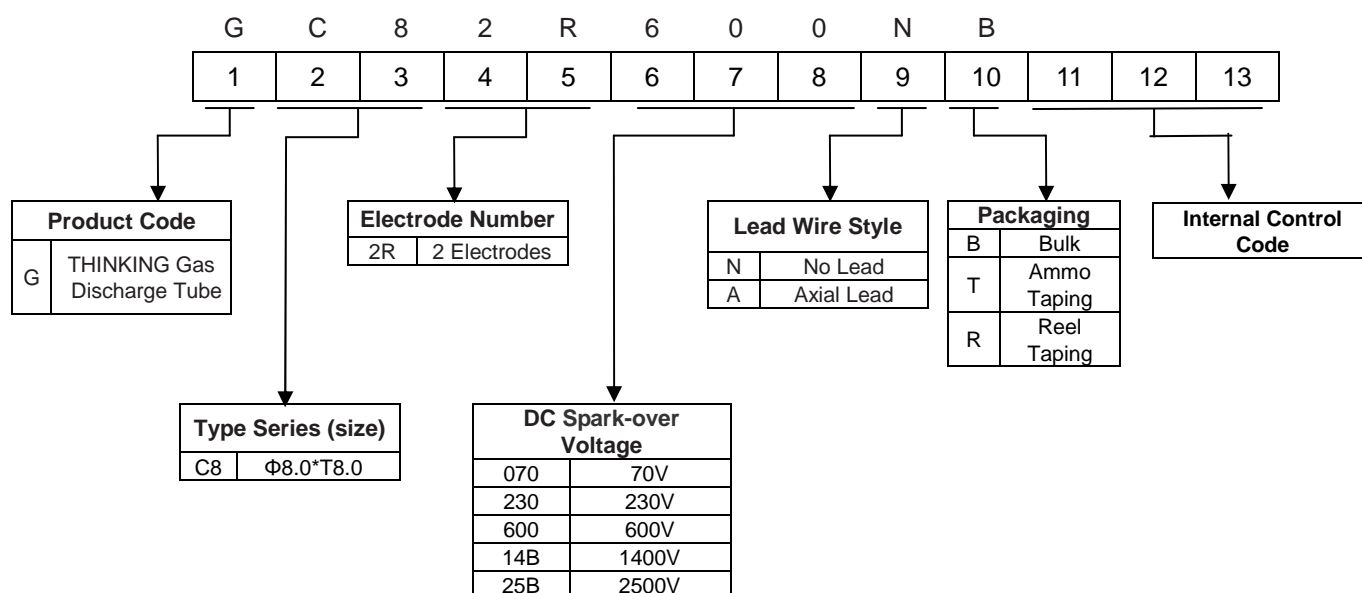 G C 8 2 R 6 0 0 N B
1 2 3 4 5 6 7 8 9 10 11 12 13
Product Code
G THINKING Gas
Discharge Tube
Electrode Number
2R 2 Electrodes
Lead Wire Style
N No Lead
A Axial Lead
Packaging
B Bulk
T Ammo
Taping
R Reel
Taping
Internal Control
Code
Type Series (size)
C8 Φ8.0*T8.0
DC Spark-over
Voltage
070 70V
230 230V
600 600V
14B 1400V
25B 2500V